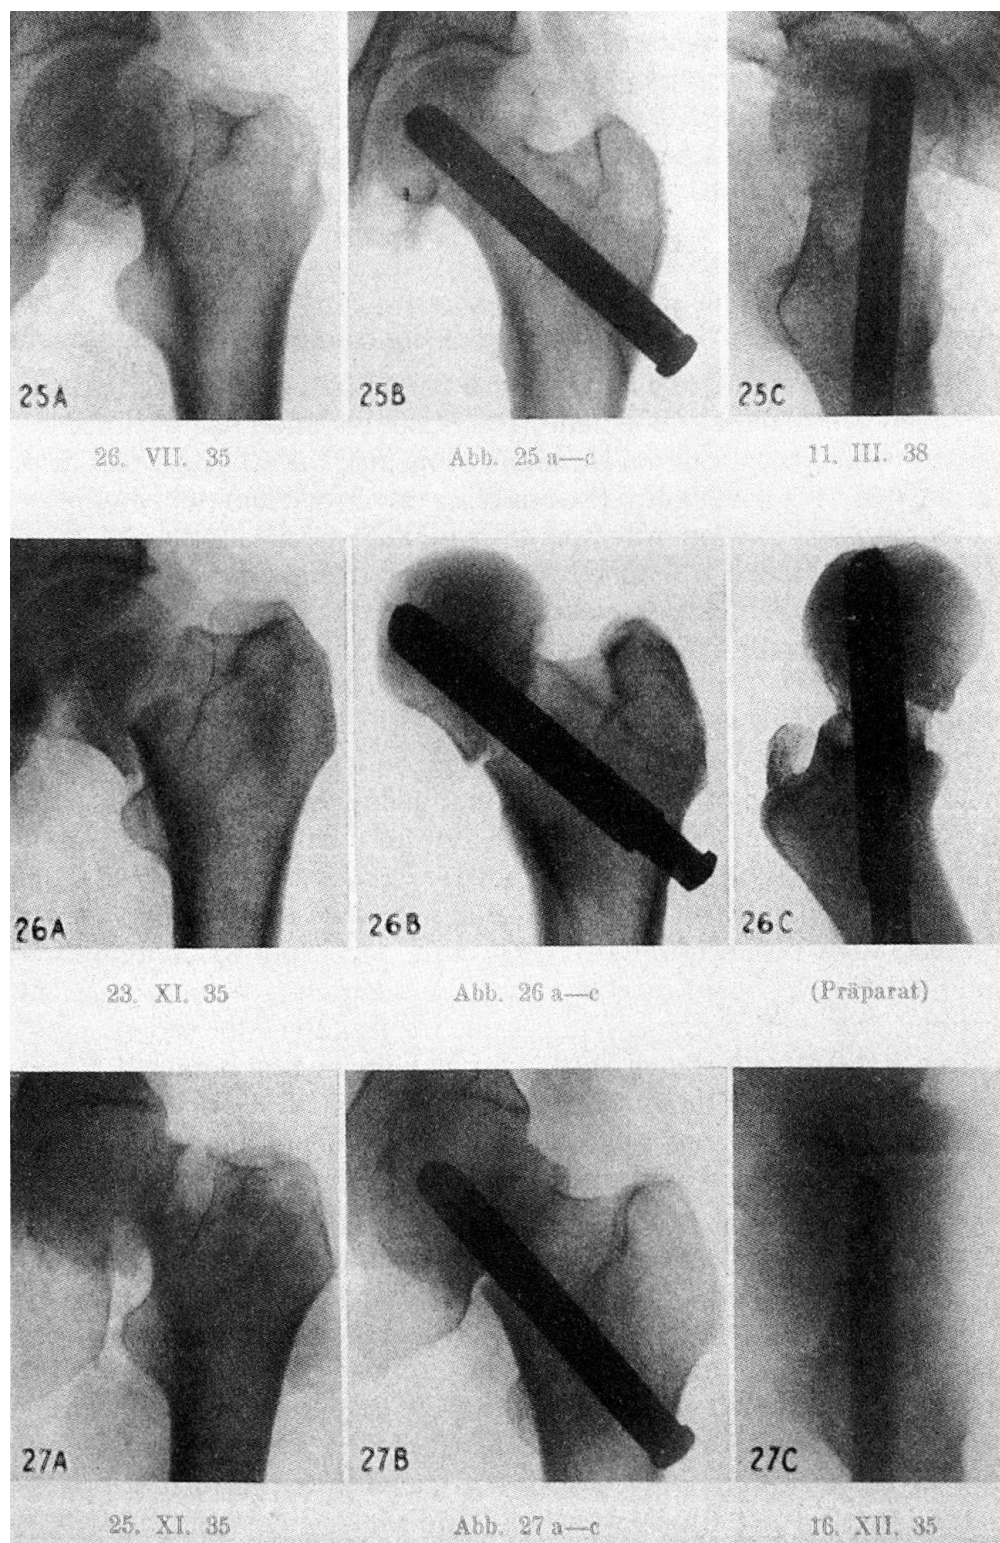 25A 25B 25C
26. VII. 35 Abb. 25 a—c 11. III. 38
26A 26B 26C
23. XI. 35 Abb. 26 a—c (Präparat)
27A 27B 27C
25. XI. 35 Abb. 27 a—c 16. XII. 35